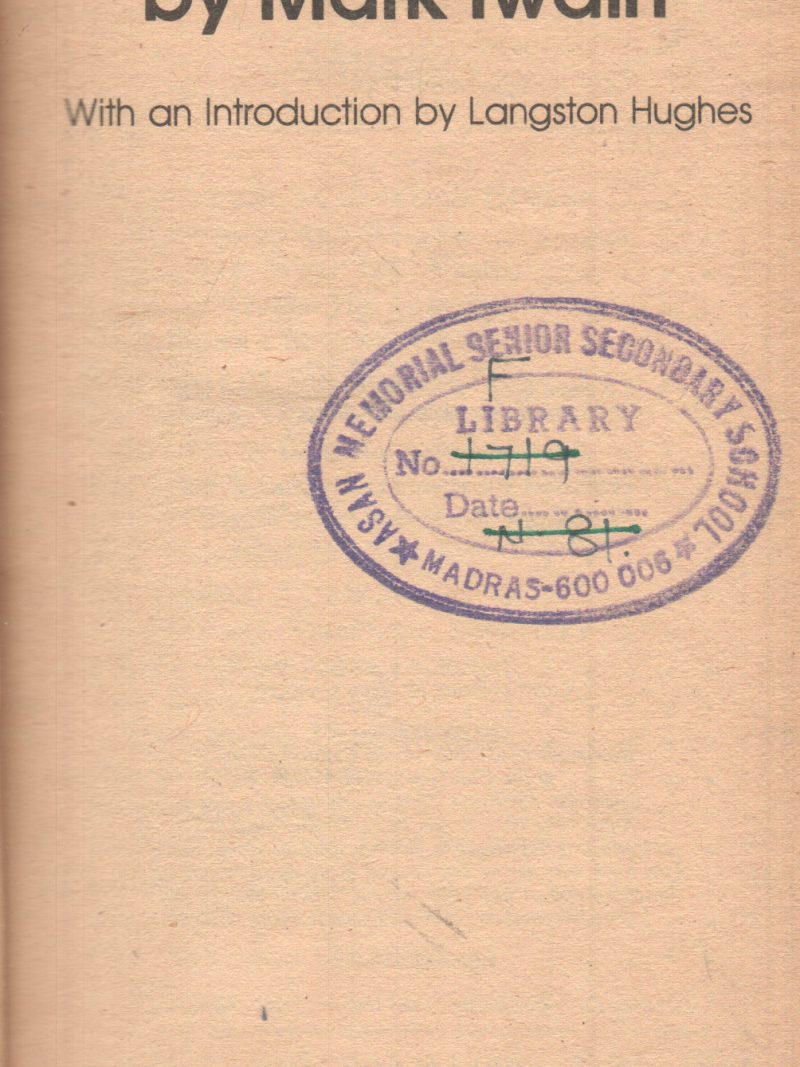 by Mark Twain
With an Introduction by Langston Hughes
ASAN MEMORIAL SENIOR SECONDARY SCHOOL
F
LIBRARY
No. 1719
Date
N 81.
MADRAS-600 006